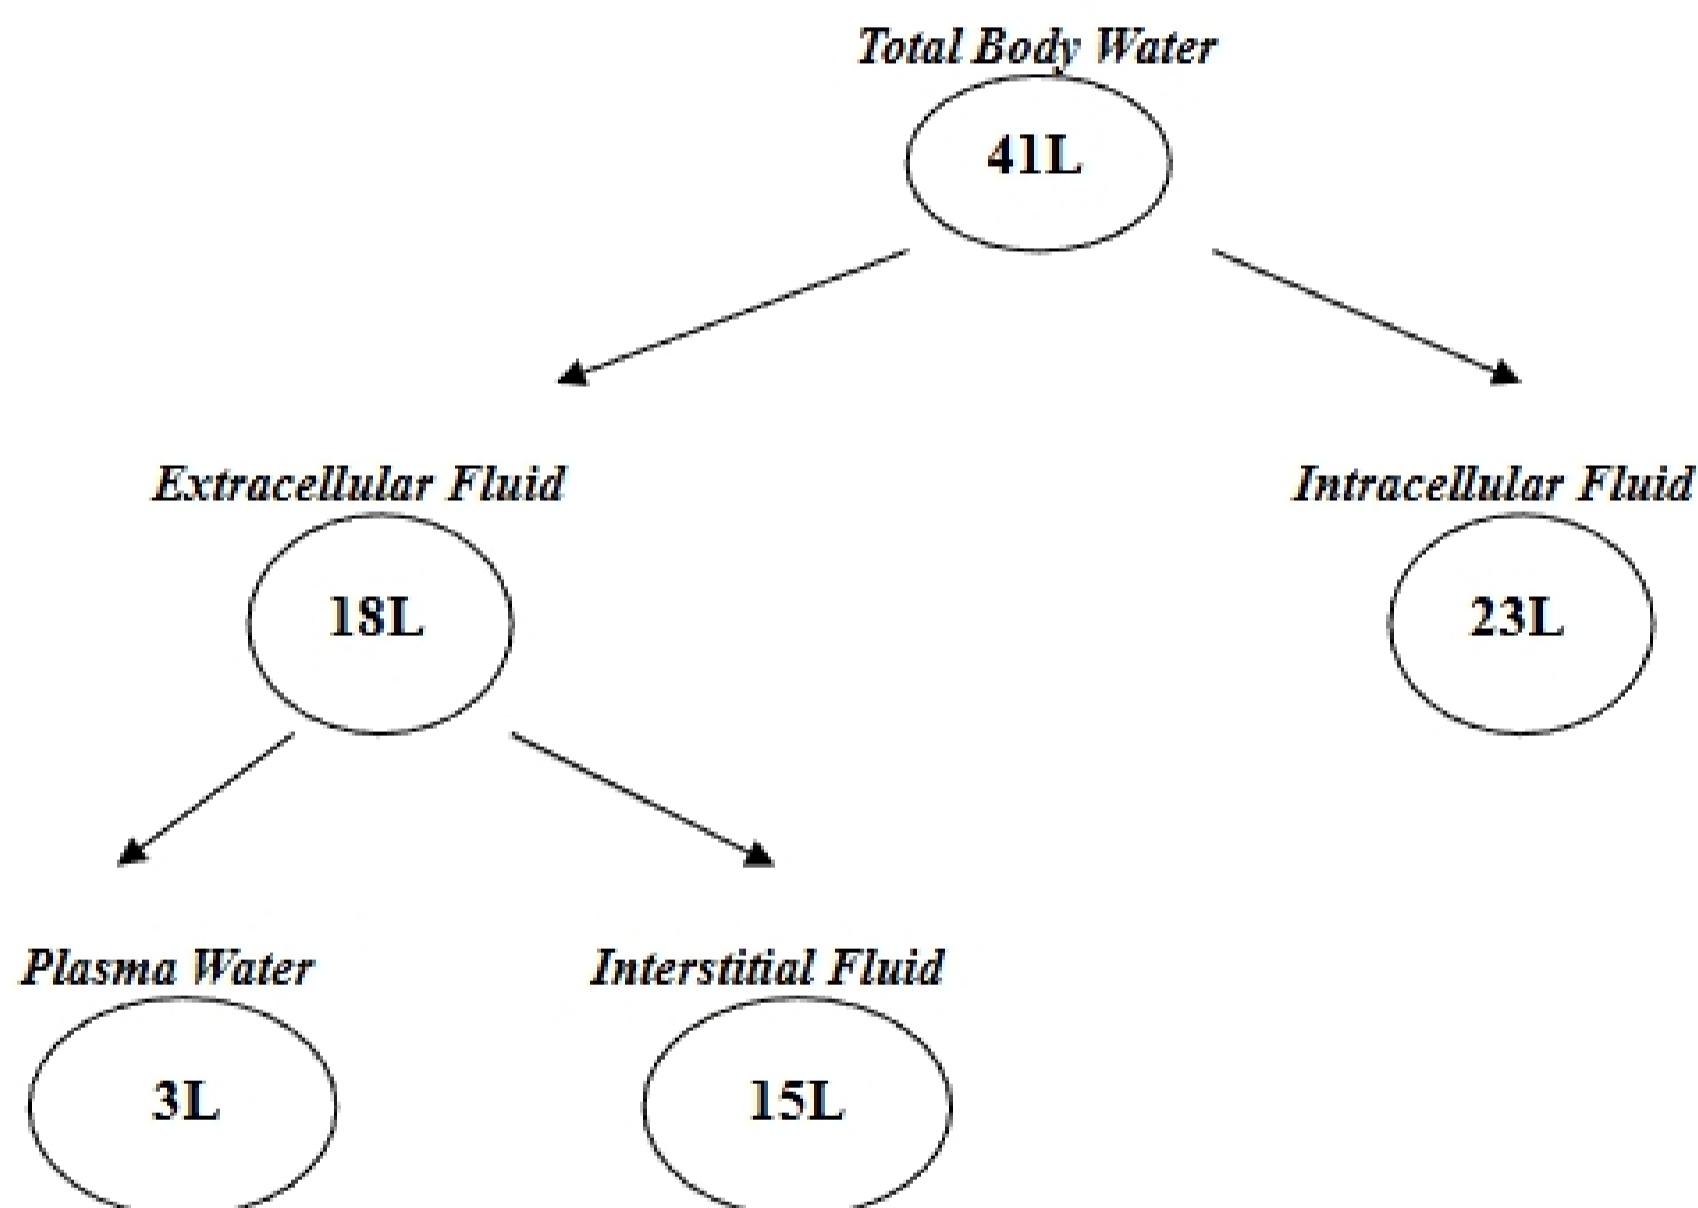 Total Body Water
41L
Extracellular Fluid
Intracellular Fluid
18L
23L
Plasma Water
Interstitial Fluid
3L
15L